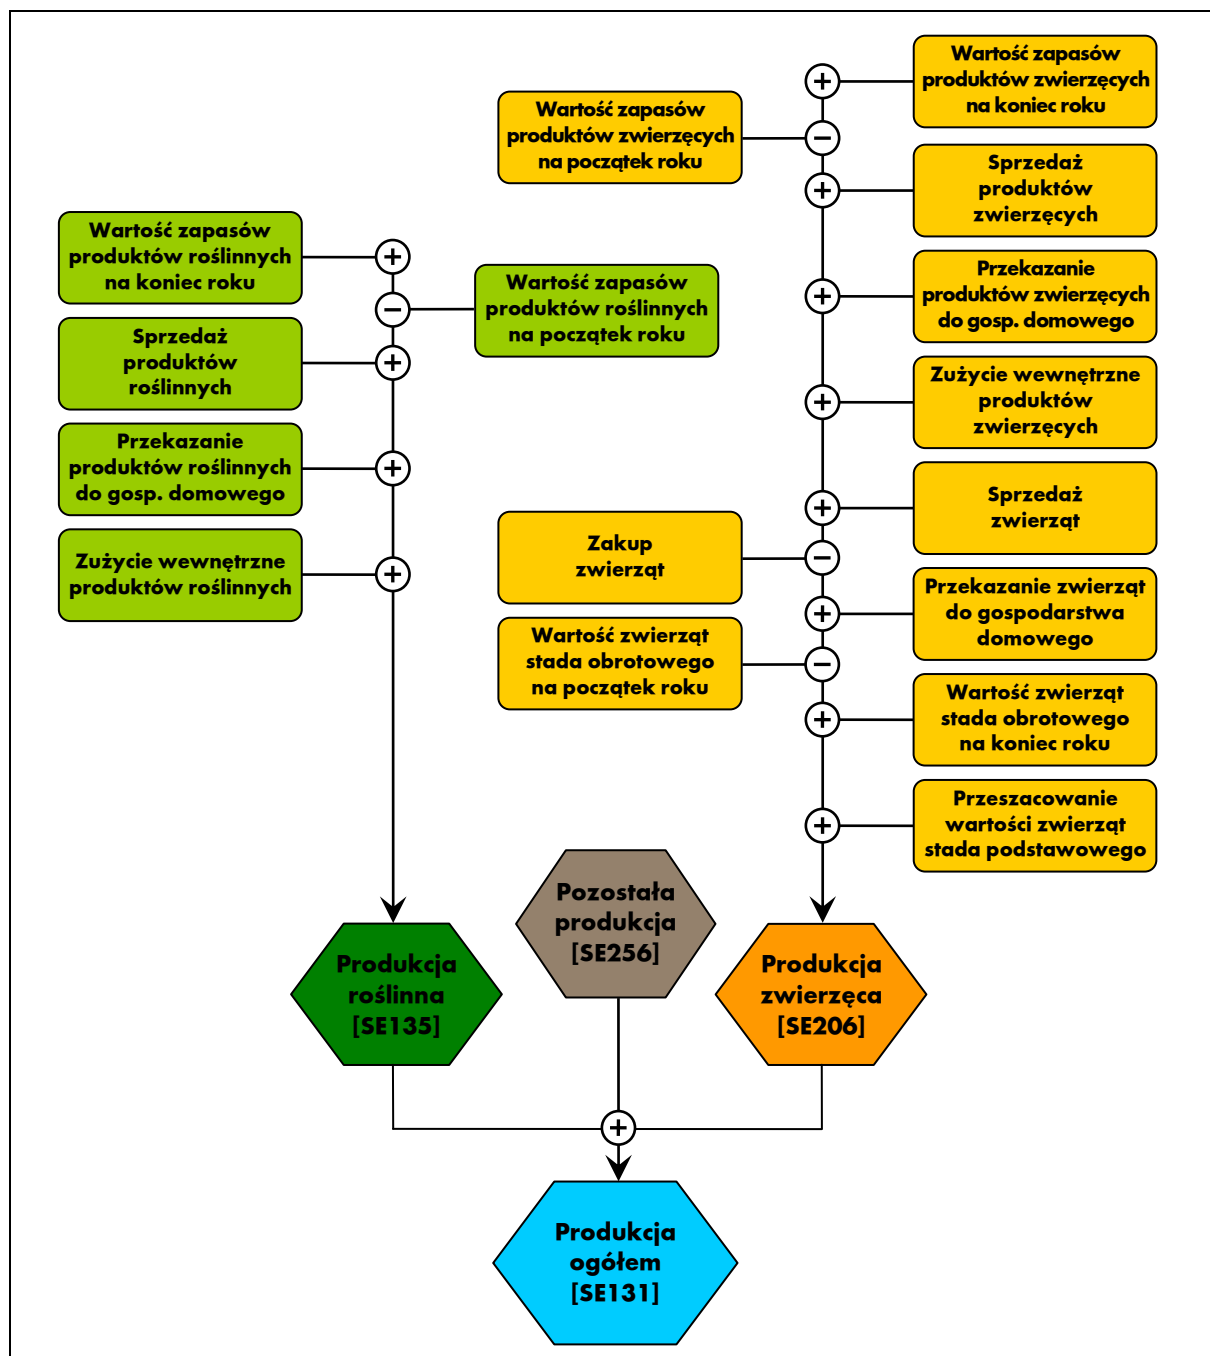 Wartość zapasów
produktów zwierzęcych
na koniec roku
Wartość zapasów
produktów zwierzęcych
na początek roku
Sprzedaż
produktów
zwierzęcych
Wartość zapasów
produktów roślinnych
na koniec roku
Przekazanie
produktów zwierzęcych
do gosp. domowego
Wartość zapasów
produktów roślinnych
na początek roku
Sprzedaż
produktów
roślinnych
Zużycie wewnętrzne
produktów
zwierzęcych
Przekazanie
produktów roślinnych
do gosp. domowego
Sprzedaż
zwierząt
Zakup
zwierząt
Zużycie wewnętrzne
produktów roślinnych
Przekazanie zwierząt
do gospodarstwa
domowego
Wartość zwierząt
stada obrotowego
na początek roku
Wartość zwierząt
stada obrotowego
na koniec roku
Przeszacowanie
wartości zwierząt
stada podstawowego
Pozostała
produkcja
[SE256]
Produkcja
roślinna
[SE135]
Produkcja
zwierzęca
[SE206]
Produkcja
ogółem
[SE131]